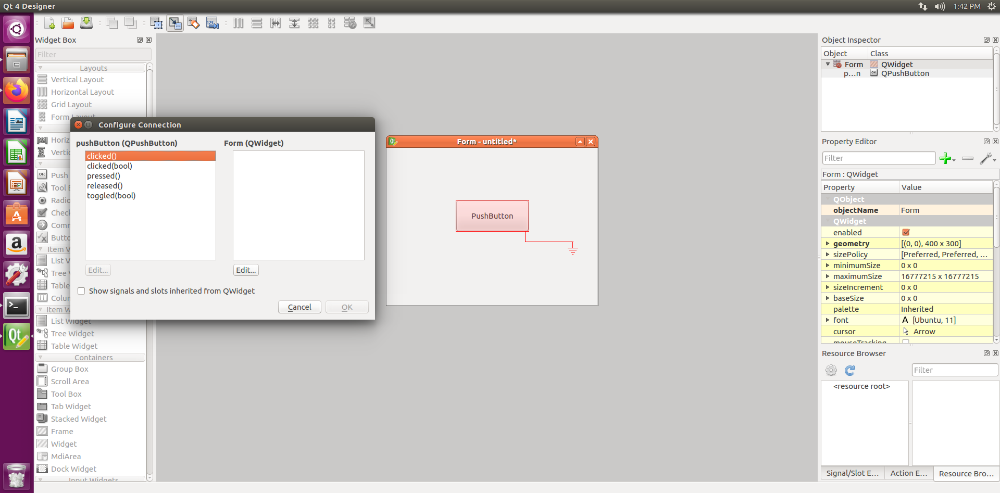 Qt 4 Designer
1:42 PM
Widget Box
Filter
Layouts
Vertical Layout
Horizontal Layout
Grid Layout
Form Layout
Horiz
Vertic
Push
Tool B
Radio
Check
Comm
Butto
Item V
List V
Tree V
Table
Colum
Item W
List Widget
Tree Widget
Table Widget
Containers
Group Box
Scroll Area
Tool Box
Tab Widget
Stacked Widget
Frame
Widget
MdiArea
Dock Widget
Input Widgets
Configure Connection
pushButton (QPushButton)
Form (QWidget)
clicked()
clicked(bool)
pressed()
released()
toggled(bool)
Edit...
Edit...
Show signals and slots inherited from QWidget
Cancel
OK
Form - untitled*
PushButton
Object Inspector
Object
Class
Form
QWidget
p...n
QPushButton
Property Editor
Filter
Form : QWidget
Property
Value
QObject
objectName
Form
QWidget
enabled
geometry
[(0, 0), 400 x 300]
sizePolicy
[Preferred, Preferred, ...
minimumSize
0 x 0
maximumSize
16777215 x 16777215
sizeIncrement
0 x 0
baseSize
0 x 0
palette
Inherited
font
A [Ubuntu, 11]
cursor
Arrow
mouseTracking
Resource Browser
Filter
<resource root>
Signal/Slot E...
Action E...
Resource Bro...